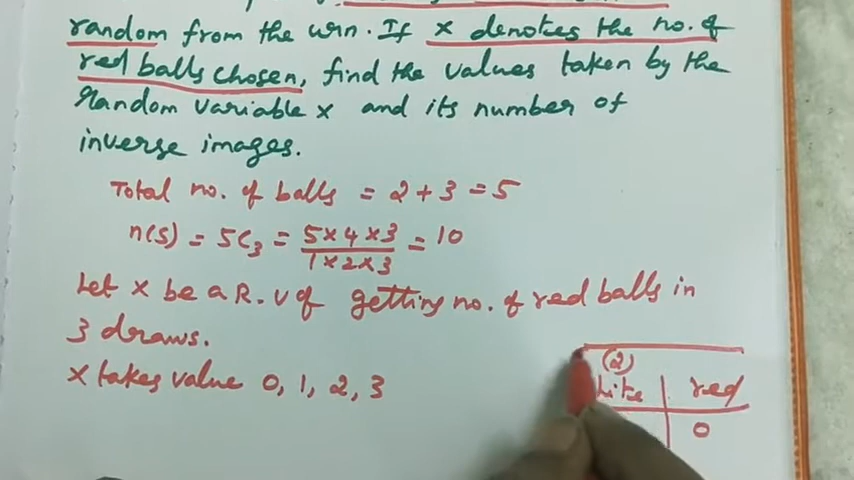 random from the urn. If x denotes the no. of
red balls chosen, find the values taken by the
Random variable x and its number of
inverse images.
Total no. of balls = 2 + 3 = 5
n(S) = 5C3 = 5×4×3 / 1×2×3 = 10
Let x be a R.V of getting no. of red balls in
3 draws.
x takes value 0, 1, 2, 3
(2)
red
0